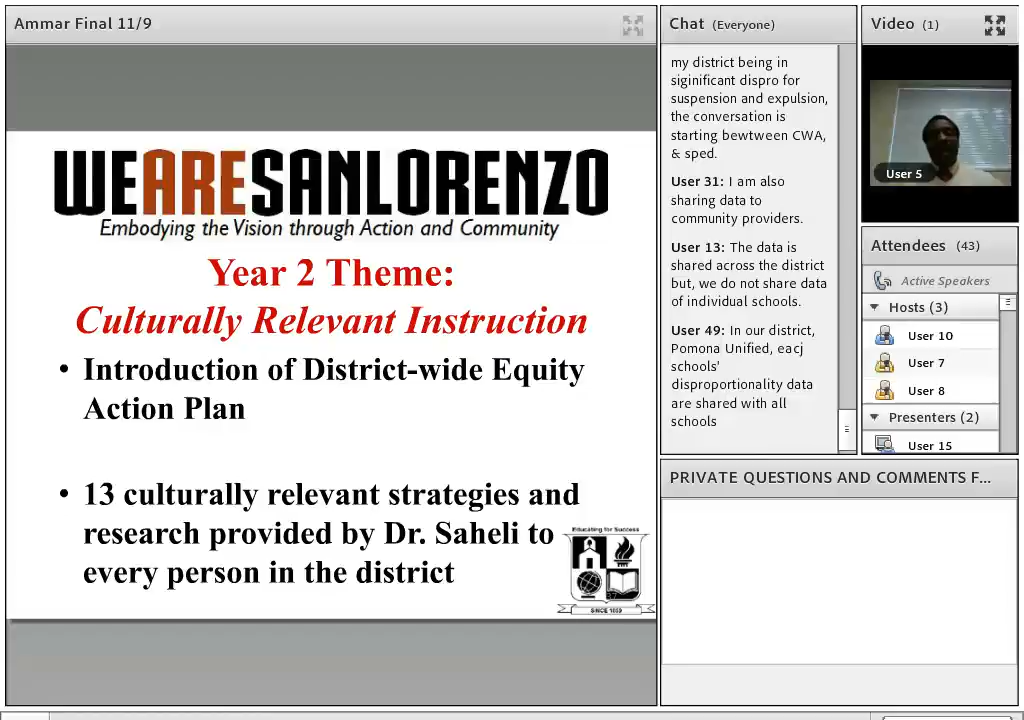 Ammar Final 11/9
WEARESANLORENZO
Embodying the Vision through Action and Community
Year 2 Theme:
Culturally Relevant Instruction
• Introduction of District-wide Equity
Action Plan
• 13 culturally relevant strategies and
research provided by Dr. Saheli to
every person in the district
Educating for Success
SINCE 1859
Chat (Everyone)
my district being in
siginificant dispro for
suspension and expulsion,
the conversation is
starting bewtween CWA,
& sped.
User 31: I am also
sharing data to
community providers.
User 13: The data is
shared across the district
but, we do not share data
of individual schools.
User 49: In our district,
Pomona Unified, eacj
schools'
disproportionality data
are shared with all
schools
Video (1)
User 5
Attendees (43)
Active Speakers
Hosts (3)
User 10
User 7
User 8
Presenters (2)
User 15
PRIVATE QUESTIONS AND COMMENTS F...